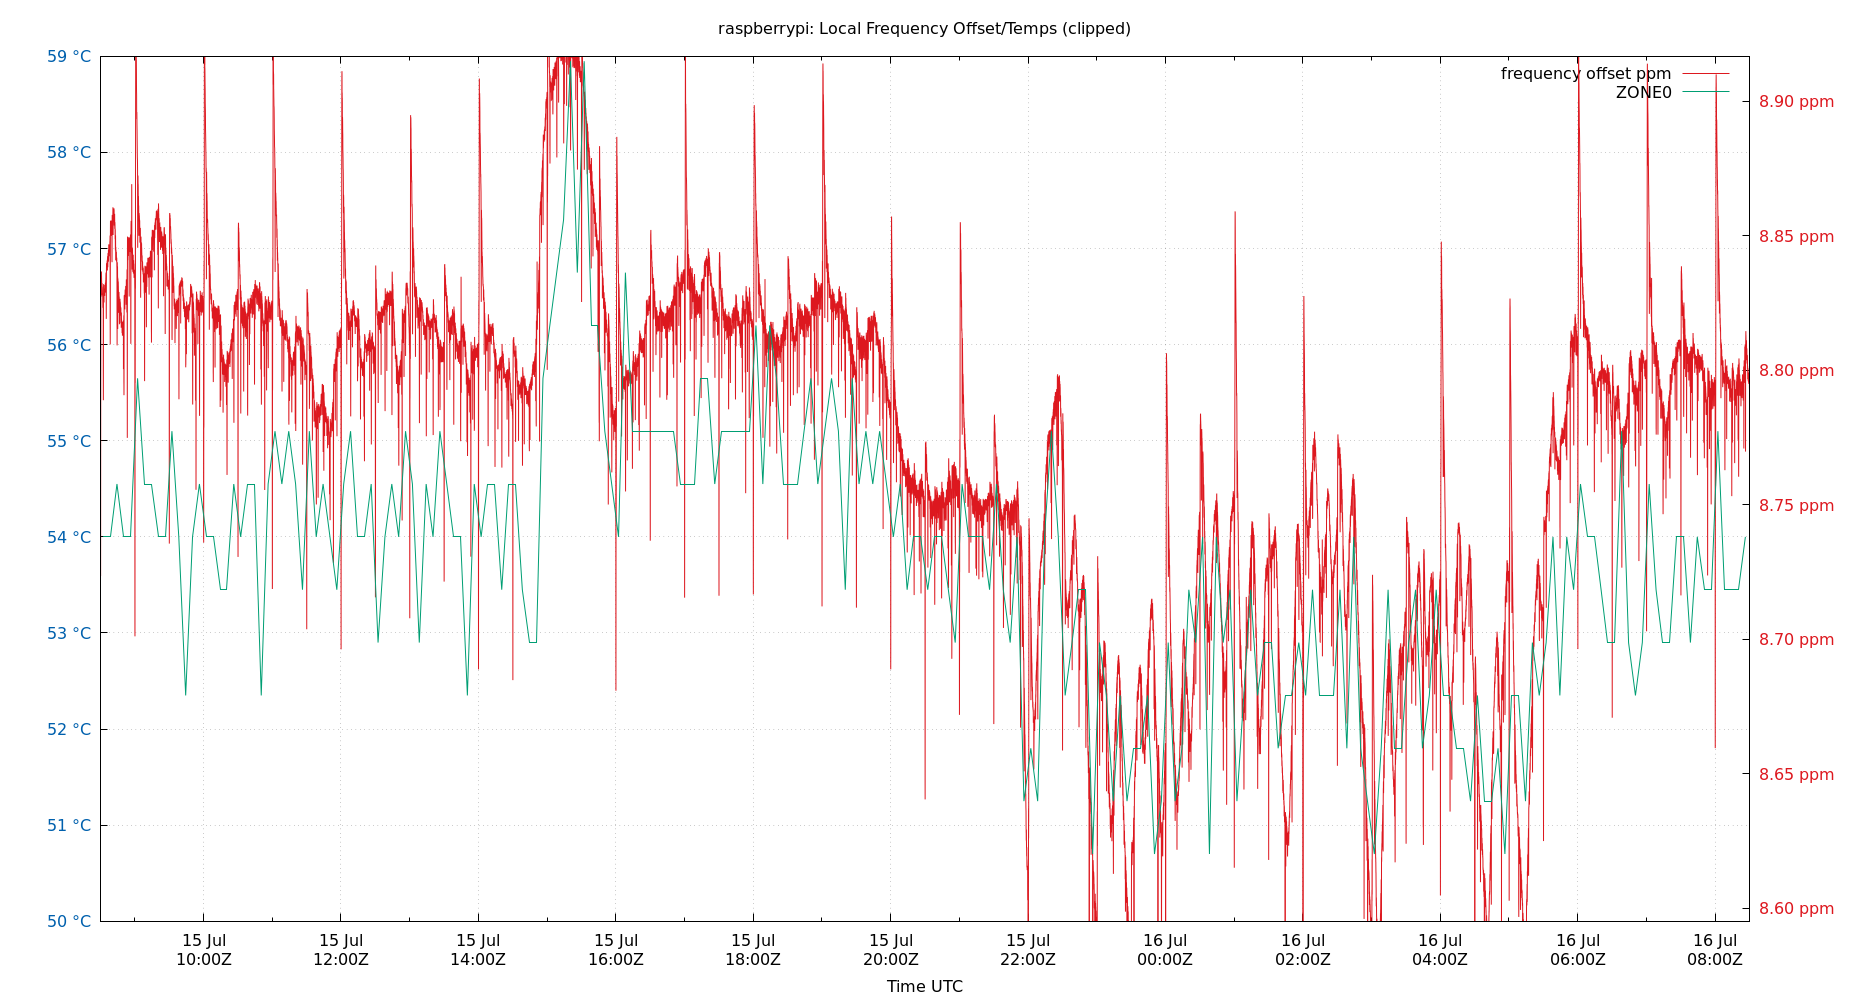 raspberrypi: Local Frequency Offset/Temps (clipped)
frequency offset ppm
ZONE0
59 °C
58 °C
57 °C
56 °C
55 °C
54 °C
53 °C
52 °C
51 °C
50 °C
8.90 ppm
8.85 ppm
8.80 ppm
8.75 ppm
8.70 ppm
8.65 ppm
8.60 ppm
15 Jul 15 Jul 15 Jul 15 Jul 15 Jul 15 Jul 15 Jul 16 Jul 16 Jul 16 Jul 16 Jul 16 Jul
10:00Z 12:00Z 14:00Z 16:00Z 18:00Z 20:00Z 22:00Z 00:00Z 02:00Z 04:00Z 06:00Z 08:00Z
Time UTC